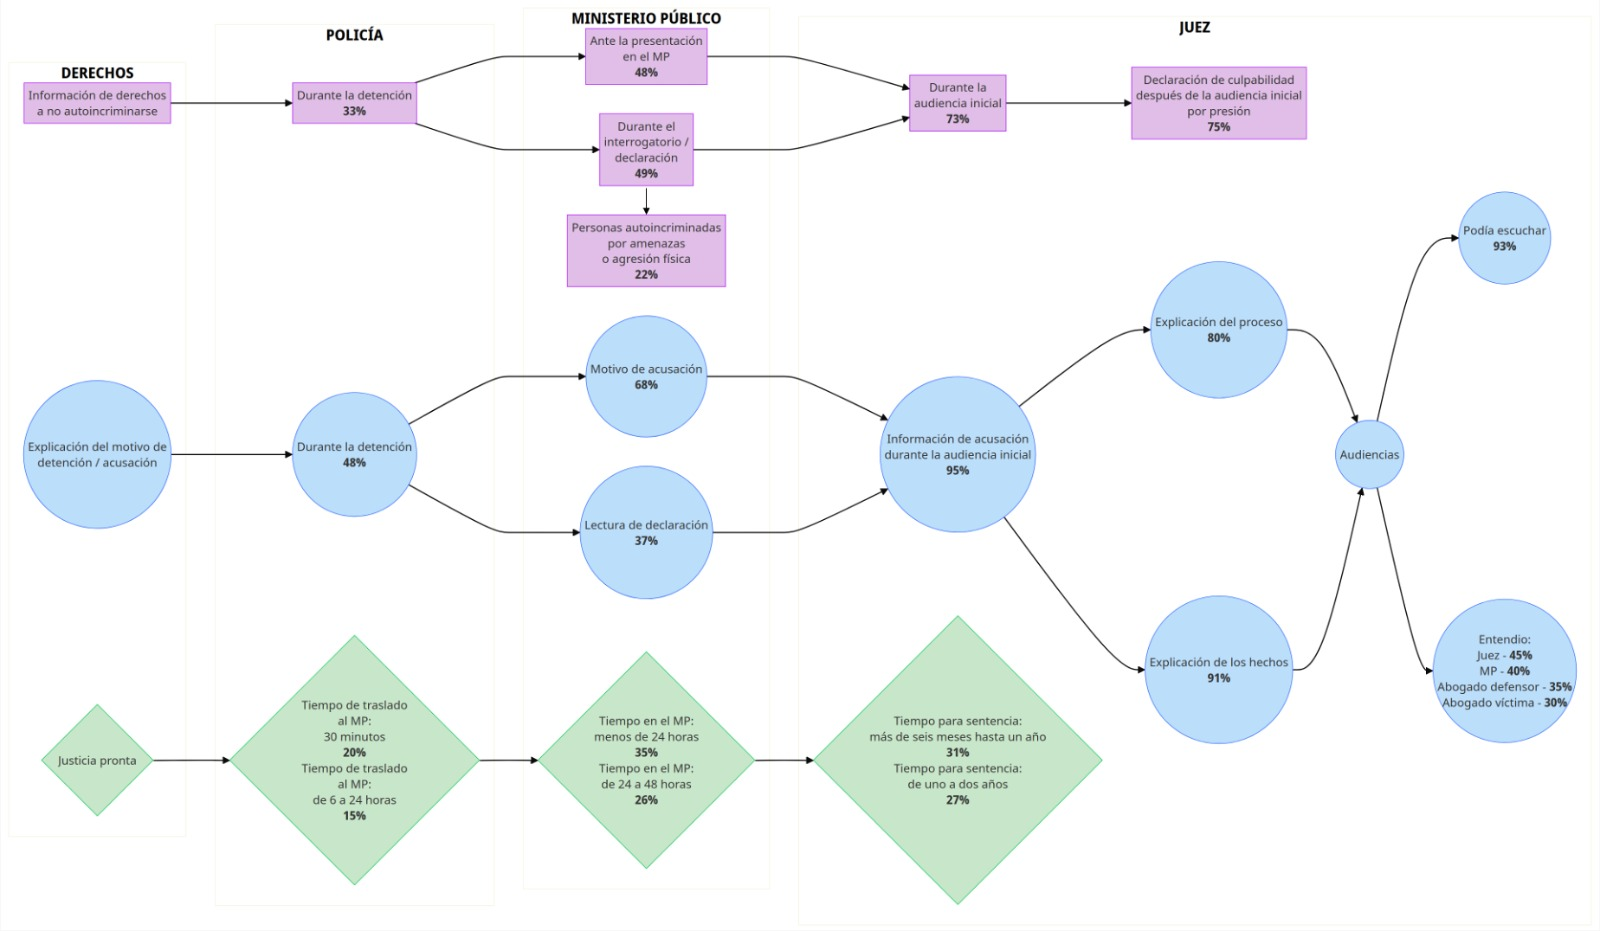 DERECHOS
POLICÍA
MINISTERIO PÚBLICO
JUEZ
Información de derechos
a no autoincriminarse
Durante la detención
33%
Ante la presentación
en el MP
48%
Durante el
interrogatorio /
declaración
49%
Personas autoincriminadas
por amenazas
o agresión física
22%
Durante la
audiencia inicial
73%
Declaración de culpabilidad
después de la audiencia inicial
por presión
75%
Explicación del motivo de
detención / acusación
Durante la detención
48%
Motivo de acusación
68%
Lectura de declaración
37%
Información de acusación
durante la audiencia inicial
95%
Explicación del proceso
80%
Explicación de los hechos
91%
Audiencias
Podía escuchar
93%
Entendio:
Juez - 45%
MP - 40%
Abogado defensor - 35%
Abogado víctima - 30%
Justicia pronta
Tiempo de traslado
al MP:
30 minutos
20%
Tiempo de traslado
al MP:
de 6 a 24 horas
15%
Tiempo en el MP:
menos de 24 horas
35%
Tiempo en el MP:
de 24 a 48 horas
26%
Tiempo para sentencia:
más de seis meses hasta un año
31%
Tiempo para sentencia:
de uno a dos años
27%